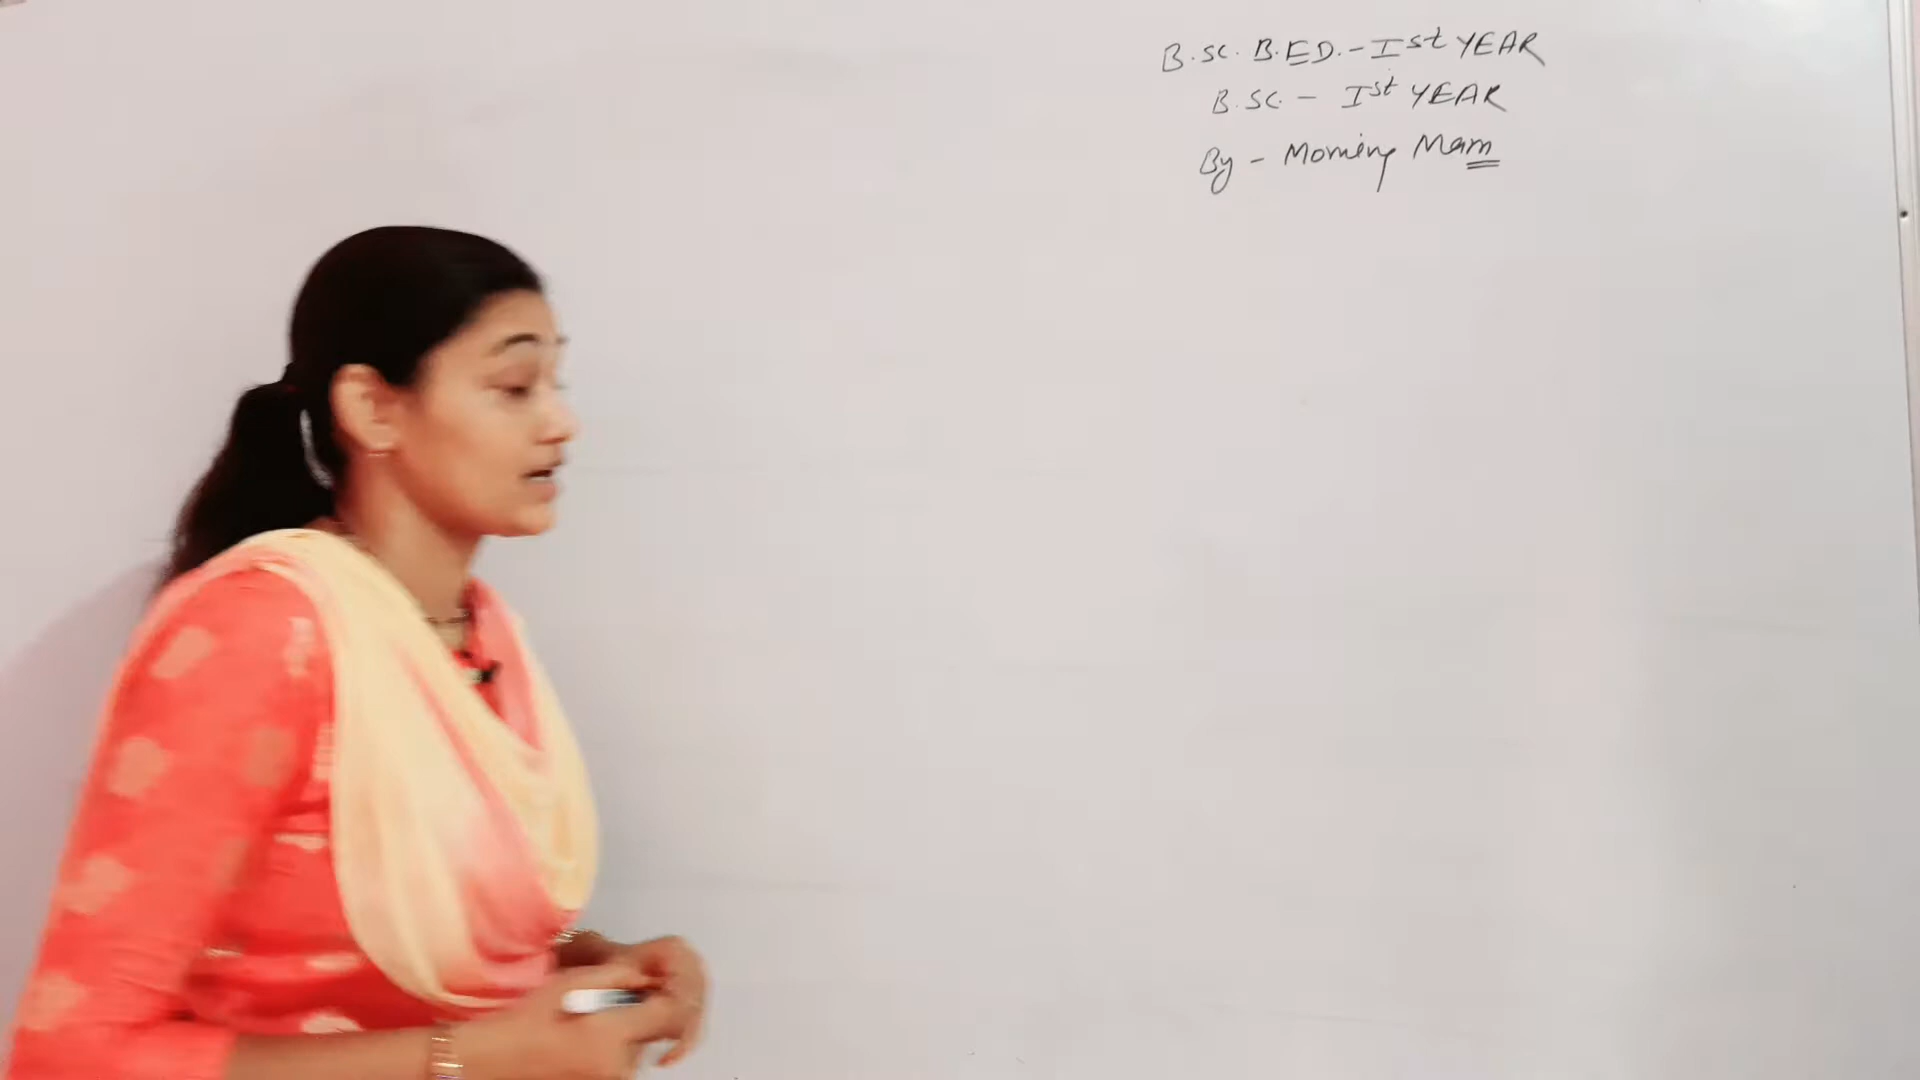 B.SC. B.ED. - Ist YEAR
B.SC. - Ist YEAR
By - Morning Mam